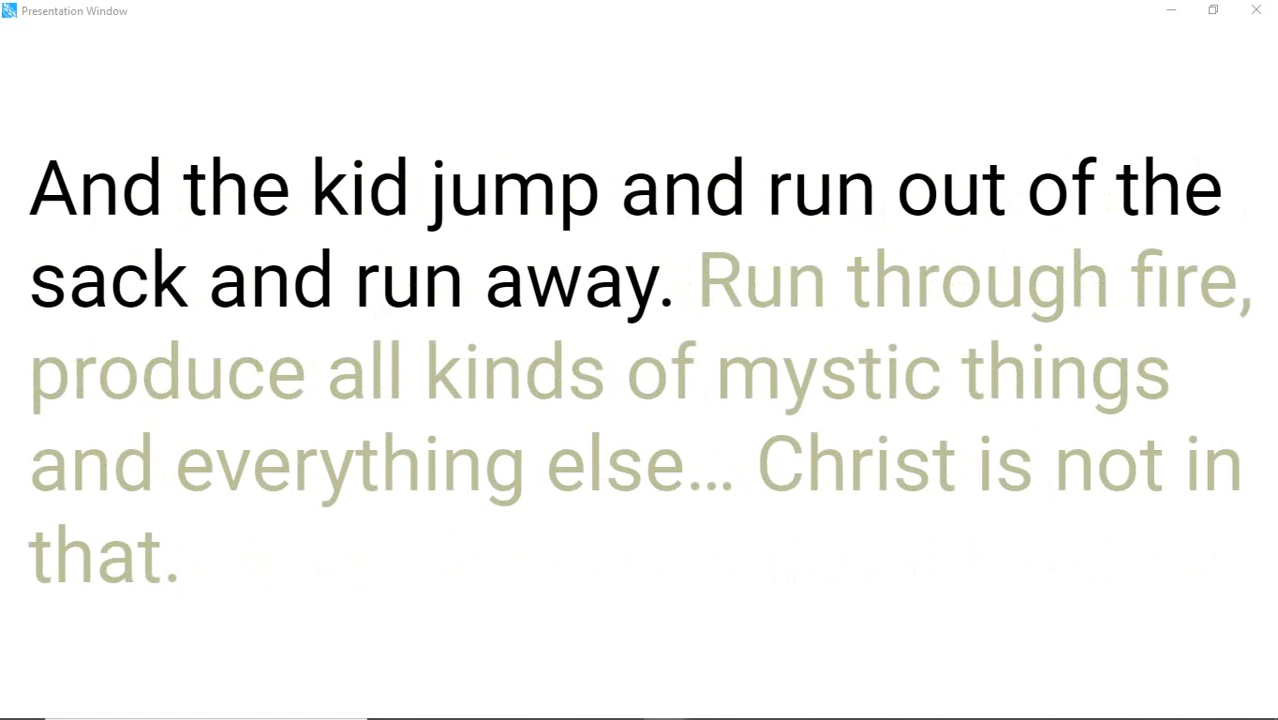 Presentation Window
And the kid jump and run out of the
sack and run away. Run through fire,
produce all kinds of mystic things
and everything else... Christ is not in
that.